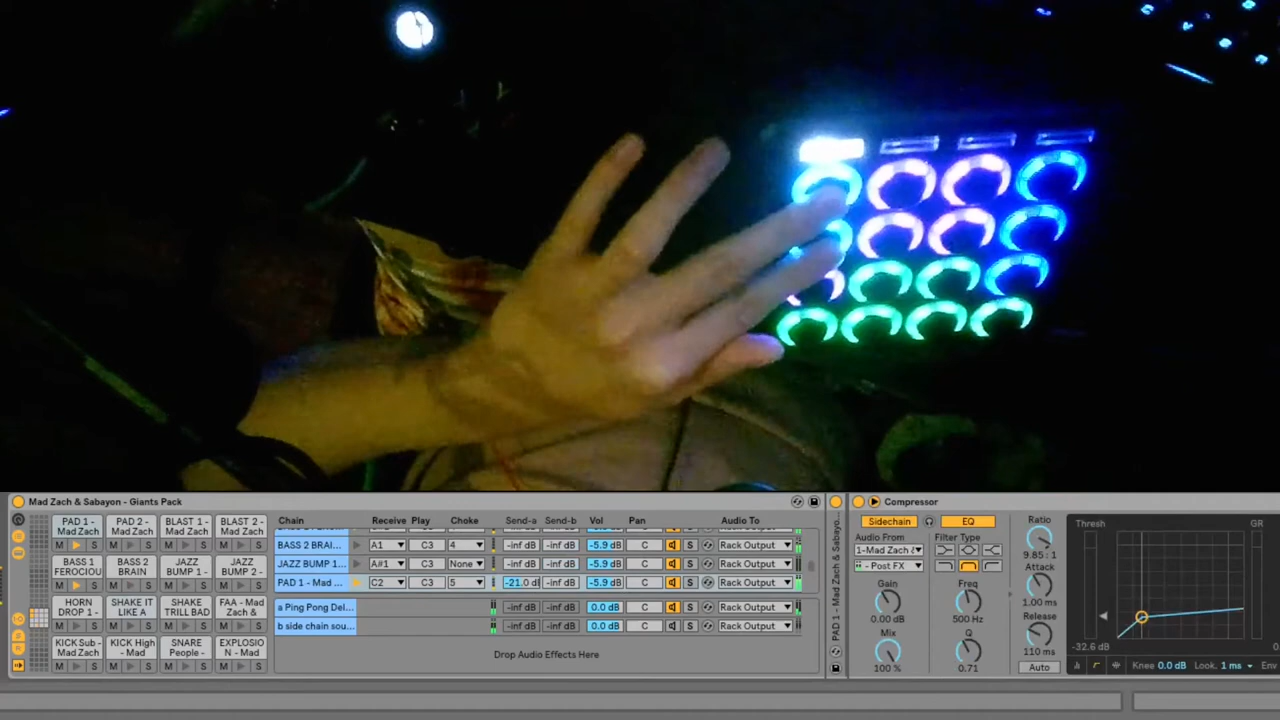 Mad Zach & Sabayon - Giants Pack
PAD 1 - Mad Zach
PAD 2 - Mad Zach
BLAST 1 - Mad Zach
BLAST 2 - Mad Zach
M S M S M S M S
BASS 1 FEROCIOU
BASS 2 BRAIN
JAZZ BUMP 1 -
JAZZ BUMP 2 -
M S M S M S M S
HORN DROP 1 -
SHAKE IT LIKE A
SHAKE TRILL BAD
FAA - Mad Zach &
M S M S M S M S
KICK Sub - Mad Zach
KICK High - Mad
SNARE People -
EXPLOSIO N - Mad
M S M S M S M S
Chain Receive Play Choke Send-a Send-b Vol Pan Audio To
BASS 2 BRAI... A1 C3 4 -inf dB -inf dB -5.9 dB C S Rack Output
JAZZ BUMP 1... A#1 C3 None -inf dB -inf dB -5.9 dB C S Rack Output
PAD 1 - Mad ... C2 C3 5 -21.0 dB -inf dB -5.9 dB C S Rack Output
a Ping Pong Del... -inf dB -inf dB 0.0 dB C S Rack Output
b side chain sou... -inf dB -inf dB 0.0 dB C S Rack Output
Drop Audio Effects Here
PAD 1 - Mad Zach & Sabayo...
Compressor
Sidechain EQ
Audio From Filter Type
1-Mad Zach &
- Post FX
Gain Freq
0.00 dB 500 Hz
Mix Q
100 % 0.71
Ratio
9.85 : 1
Attack
1.00 ms
Release
110 ms
Auto
Thresh GR
-32.6 dB 0.
Knee 0.0 dB Look. 1 ms Env